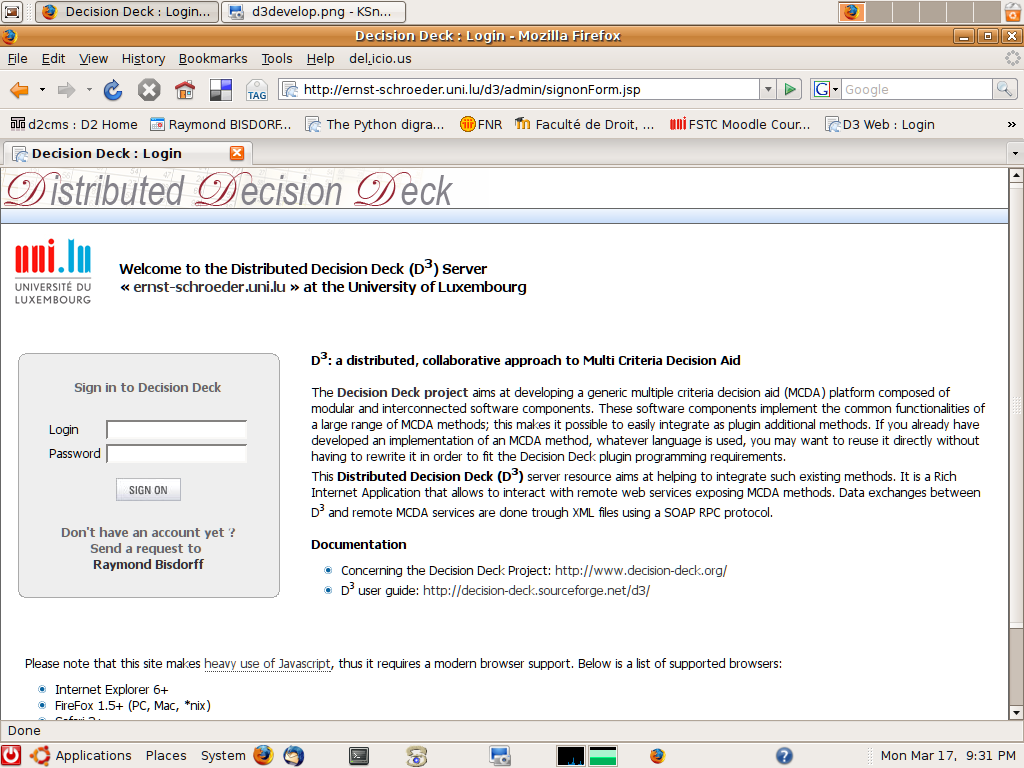 Decision Deck : Login...
d3develop.png - KSn...
Decision Deck : Login - Mozilla Firefox
File Edit View History Bookmarks Tools Help del.icio.us
TAG
http://ernst-schroeder.uni.lu/d3/admin/signonForm.jsp
G
Google
d2cms : D2 Home
Raymond BISDORF...
The Python digra...
FNR
Faculté de Droit, ...
FSTC Moodle Cour...
D3 Web : Login
»
Decision Deck : Login
Distributed Decision Deck
uni.lu
UNIVERSITÉ DU
LUXEMBOURG
Welcome to the Distributed Decision Deck (D3) Server
« ernst-schroeder.uni.lu » at the University of Luxembourg
Sign in to Decision Deck
Login
Password
SIGN ON
Don't have an account yet ?
Send a request to
Raymond Bisdorff
D3: a distributed, collaborative approach to Multi Criteria Decision Aid
The Decision Deck project aims at developing a generic multiple criteria decision aid (MCDA) platform composed of
modular and interconnected software components. These software components implement the common functionalities of
a large range of MCDA methods; this makes it possible to easily integrate as plugin additional methods. If you already have
developed an implementation of an MCDA method, whatever language is used, you may want to reuse it directly without
having to rewrite it in order to fit the Decision Deck plugin programming requirements.
This Distributed Decision Deck (D3) server resource aims at helping to integrate such existing methods. It is a Rich
Internet Application that allows to interact with remote web services exposing MCDA methods. Data exchanges between
D3 and remote MCDA services are done trough XML files using a SOAP RPC protocol.
Documentation
Concerning the Decision Deck Project: http://www.decision-deck.org/
D3 user guide: http://decision-deck.sourceforge.net/d3/
Please note that this site makes heavy use of Javascript, thus it requires a modern browser support. Below is a list of supported browsers:
Internet Explorer 6+
FireFox 1.5+ (PC, Mac, *nix)
Done
Applications Places System
Mon Mar 17, 9:31 PM